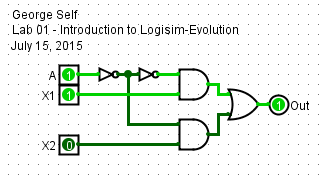 George Self
Lab 01 - Introduction to Logisim-Evolution
July 15, 2015
A 1
X1 1
1 Out
X2 0